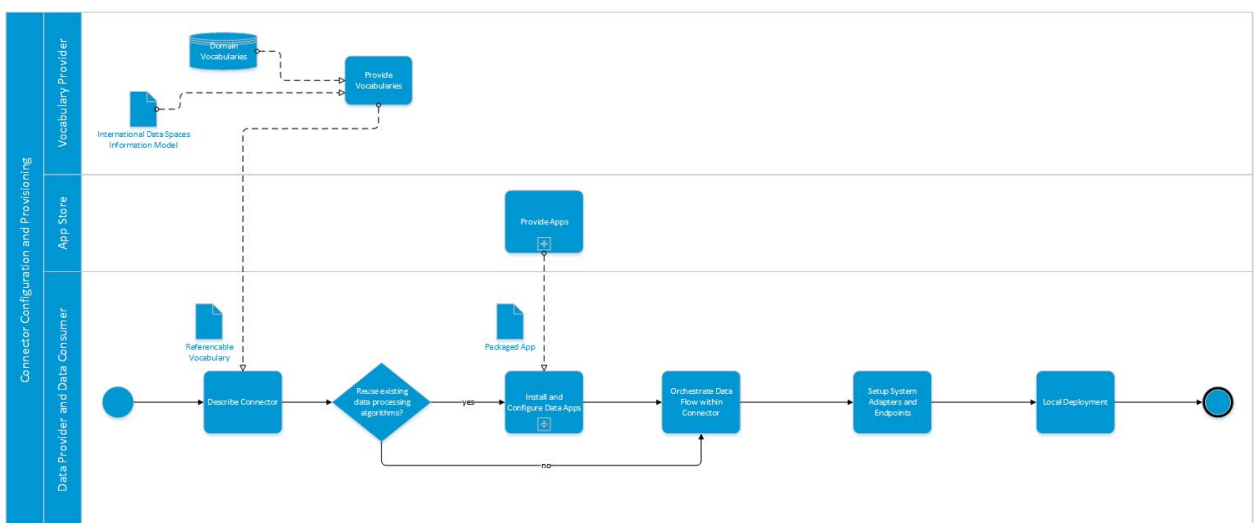 Connector Configuration and Provisioning
Vocabulary Provider
Domain
Vocabularies
Provide
Vocabularies
International Data Spaces
Information Model
App Store
Provide Apps
Data Provider and Data Consumer
Referencable
Vocabulary
Packaged App
Describe Connector
Reuse existing
data processing
algorithms?
yes
no
Install and
Configure Data Apps
Orchestrate Data
Flow within
Connector
Setup System
Adapters and
Endpoints
Local Deployment